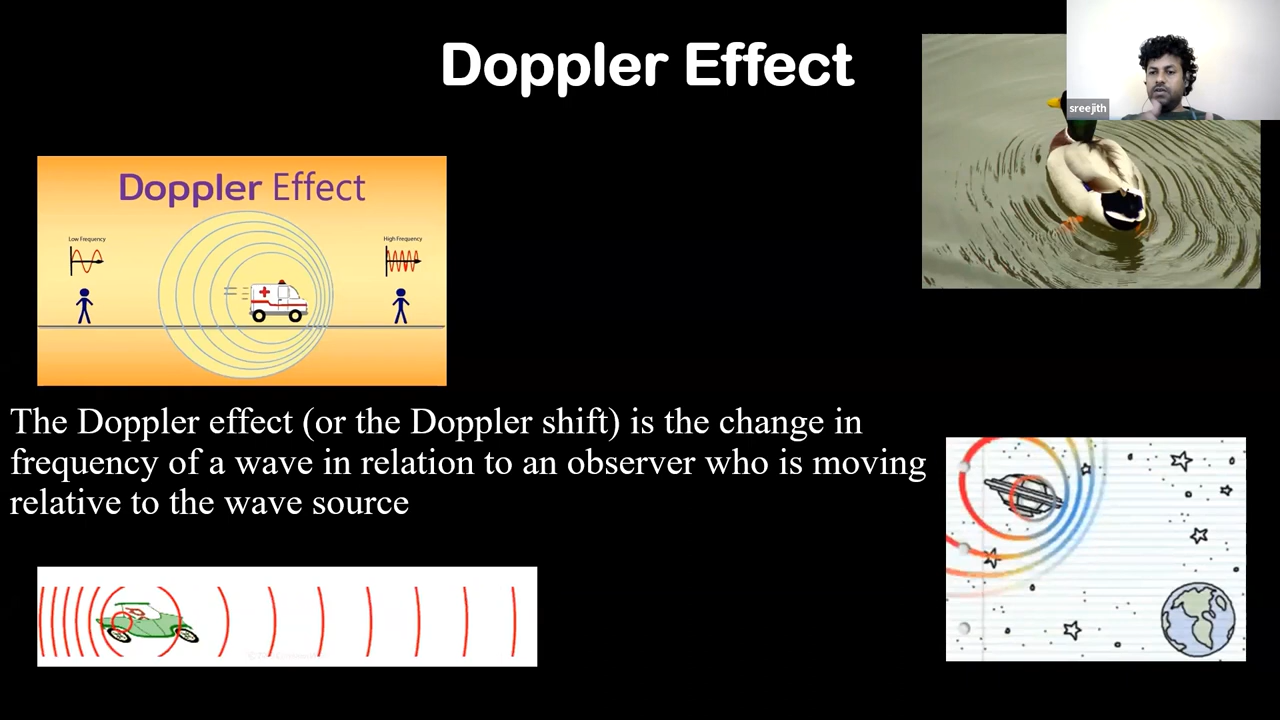 Doppler Effect
sreejith
Doppler Effect
Low Frequency
High Frequency
The Doppler effect (or the Doppler shift) is the change in
frequency of a wave in relation to an observer who is moving
relative to the wave source